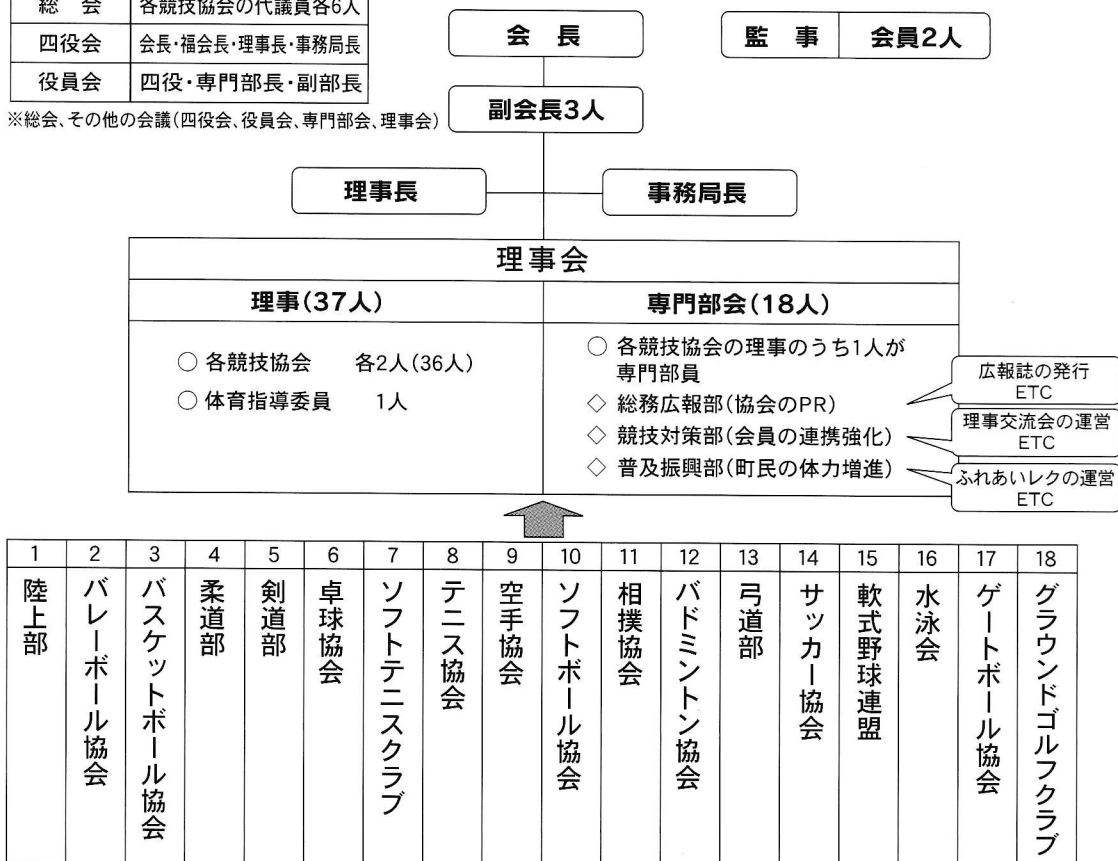 総　会　各競技協会の代議員各6人
四役会　会長・福会長・理事長・事務局長
役員会　四役・専門部長・副部長
※総会、その他の会議(四役会、役員会、専門部会、理事会)
会　長
監　事　会員2人
副会長3人
理事長
事務局長
理事会
理事(37人)
専門部会(18人)
○ 各競技協会　各2人(36人)
○ 体育指導委員　1人
○ 各競技協会の理事のうち1人が
専門部員
◇ 総務広報部(協会のPR)
◇ 競技対策部(会員の連携強化)
◇ 普及振興部(町民の体力増進)
広報誌の発行
ETC
理事交流会の運営
ETC
ふれあいレクの運営
ETC
1 陸上部
2 バレーボール協会
3 バスケットボール協会
4 柔道部
5 剣道部
6 卓球協会
7 ソフトテニスクラブ
8 テニス協会
9 空手協会
10 ソフトボール協会
11 相撲協会
12 バドミントン協会
13 弓道部
14 サッカー協会
15 軟式野球連盟
16 水泳会
17 ゲートボール協会
18 グラウンドゴルフクラブ